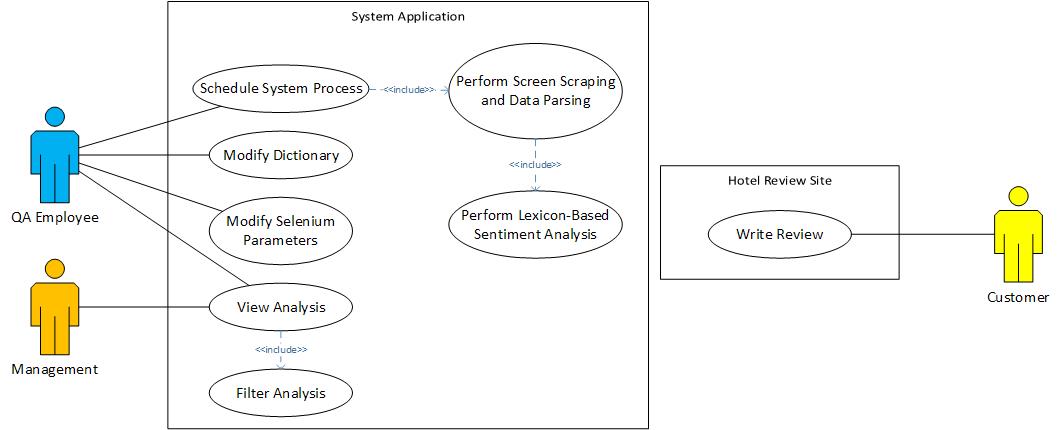 System Application
Schedule System Process
<<include>>
Perform Screen Scraping
and Data Parsing
<<include>>
Modify Dictionary
Modify Selenium
Parameters
Perform Lexicon-Based
Sentiment Analysis
View Analysis
<<include>>
Filter Analysis
QA Employee
Management
Hotel Review Site
Write Review
Customer